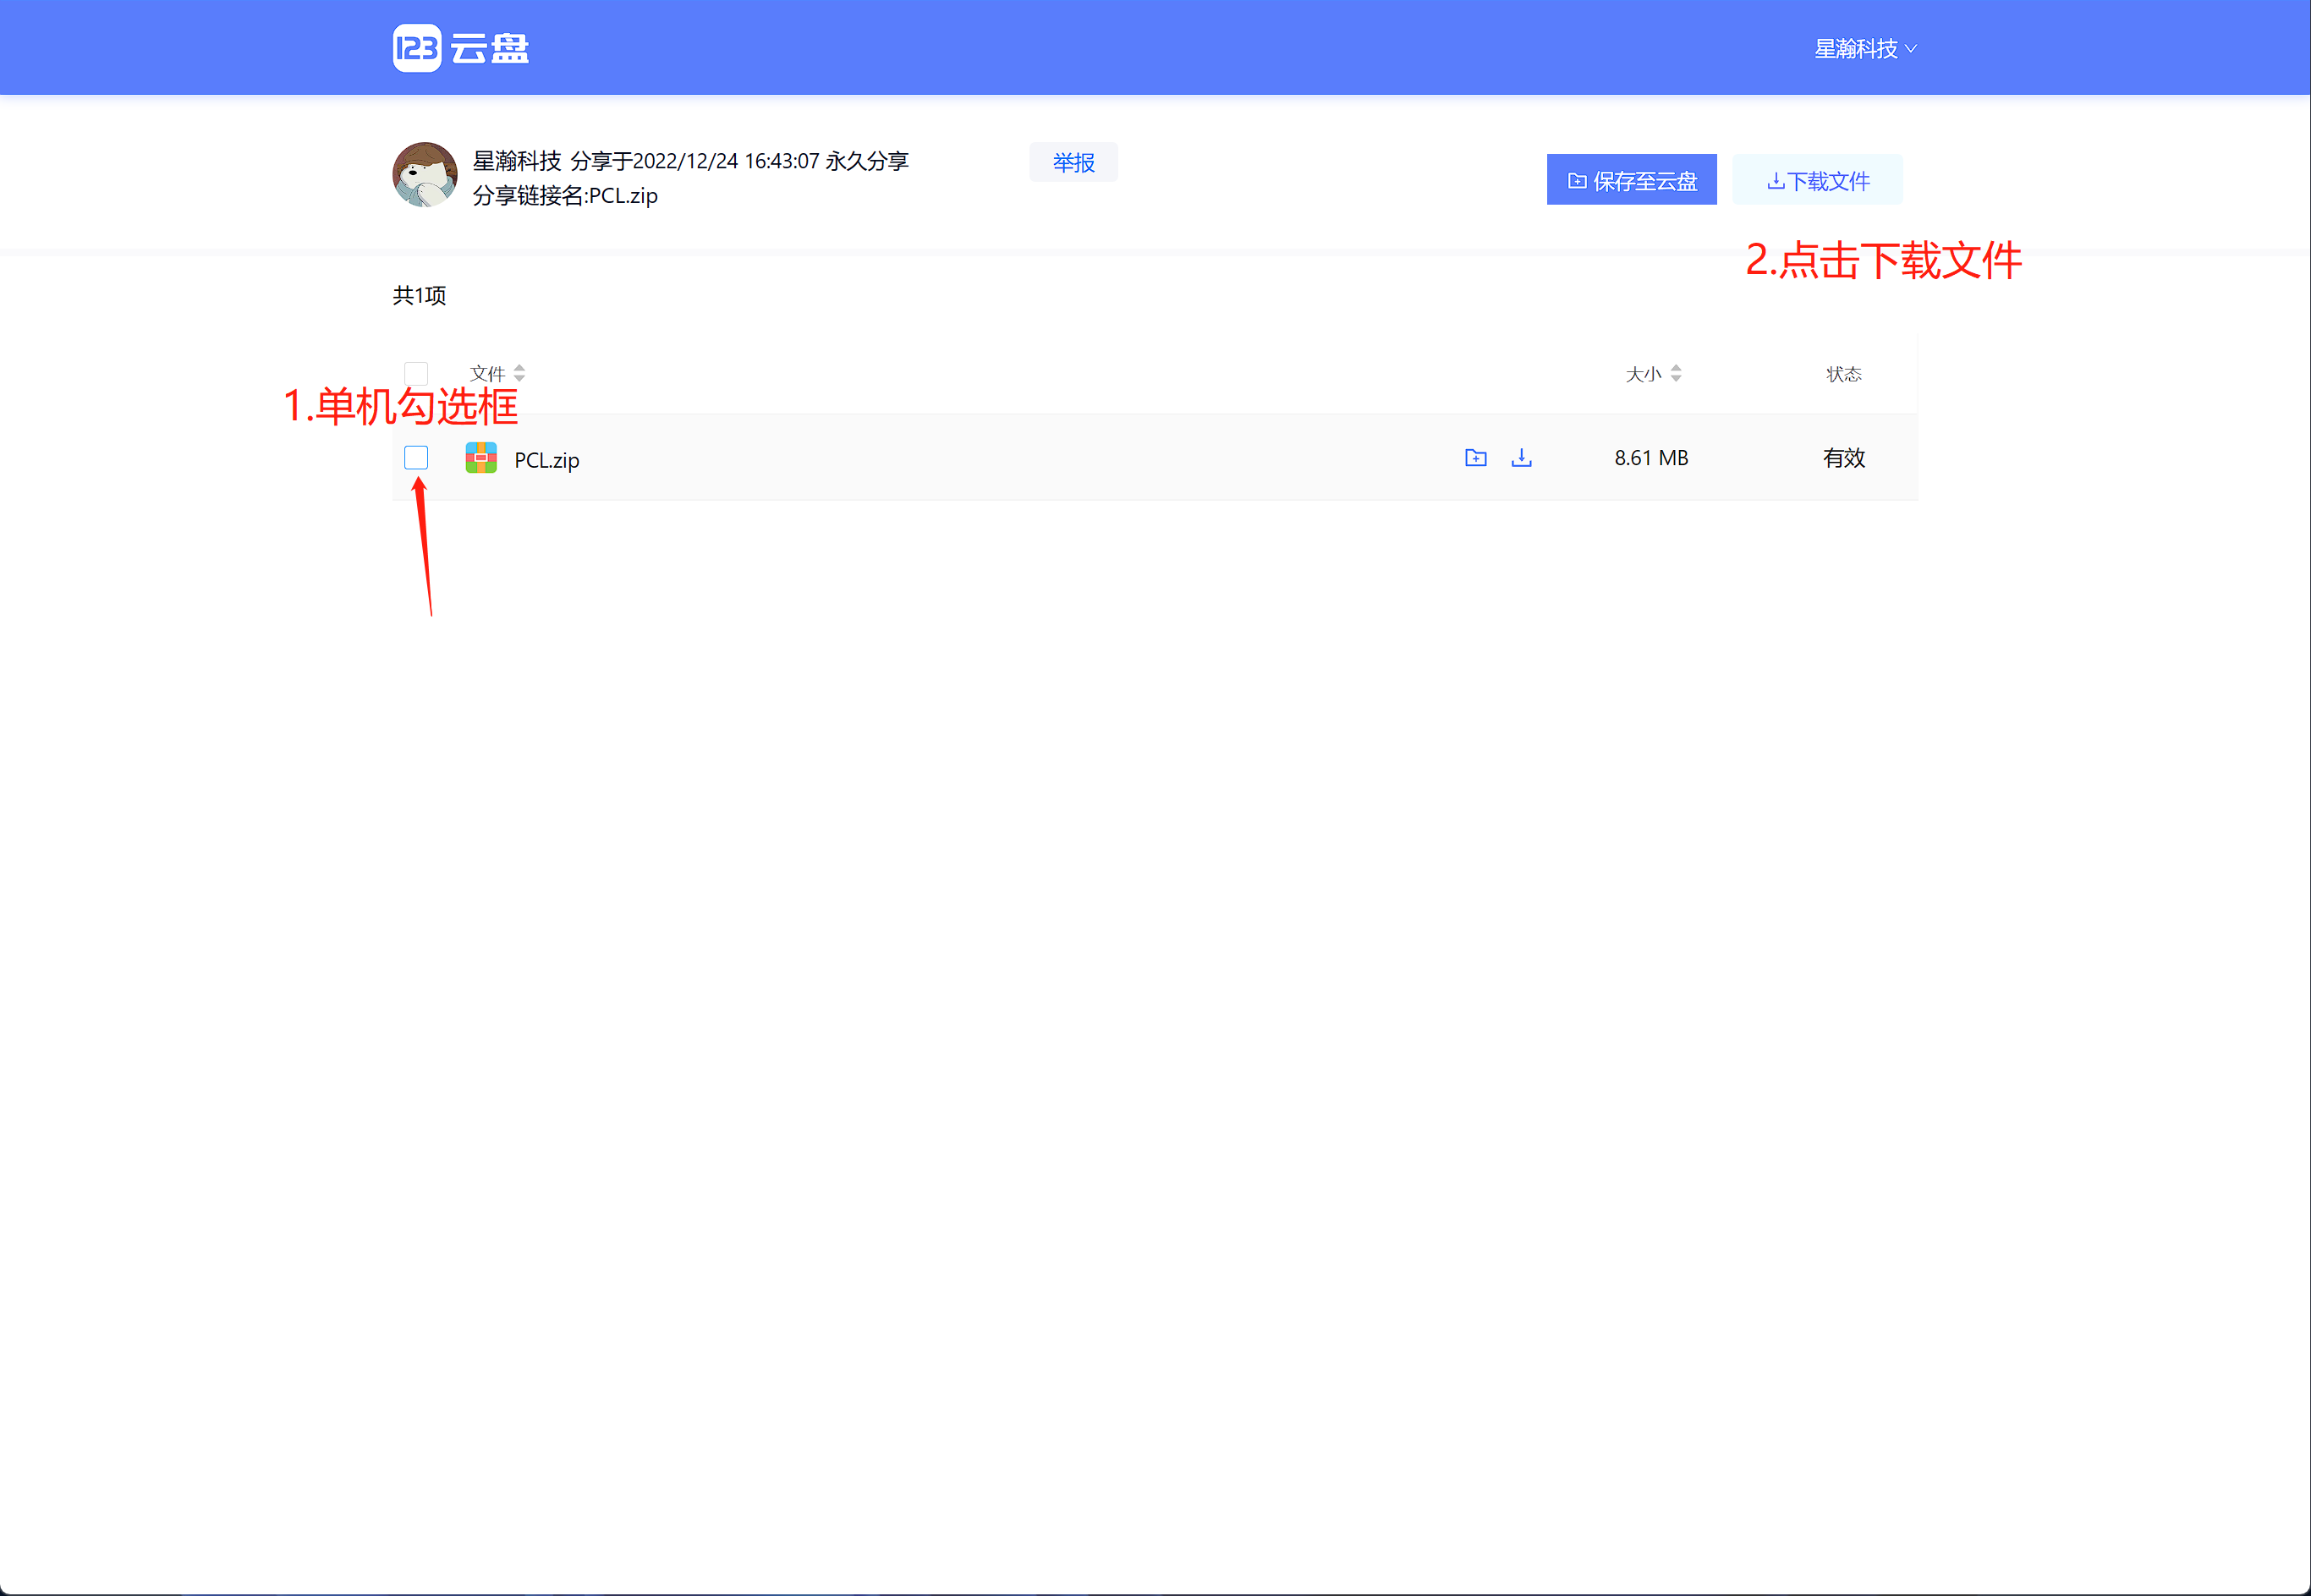 123 云盘
星瀚科技
星瀚科技 分享于2022/12/24 16:43:07 永久分享
举报
分享链接名:PCL.zip
保存至云盘
下载文件
2.点击下载文件
共1项
文件
大小
状态
1.单机勾选框
PCL.zip
8.61 MB
有效